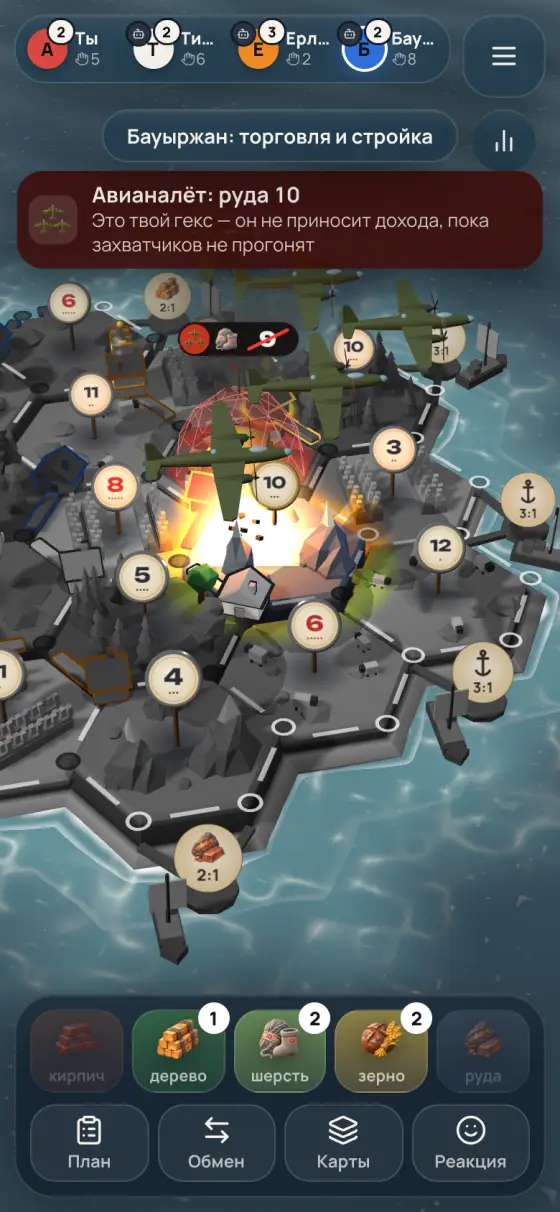 2 Ты 2 Ти... 3 Ерл... 2 Бау...
А 5 Т 6 Е 2 Б 8
Бауыржан: торговля и стройка
Авианалёт: руда 10
Это твой гекс — он не приносит дохода, пока
захватчиков не прогонят
6
2:1
10
3:1
11
3
8
10
3:1
12
5
6
4
3:1
2:1
1 2 2
кирпич дерево шерсть зерно руда
План Обмен Карты Реакция